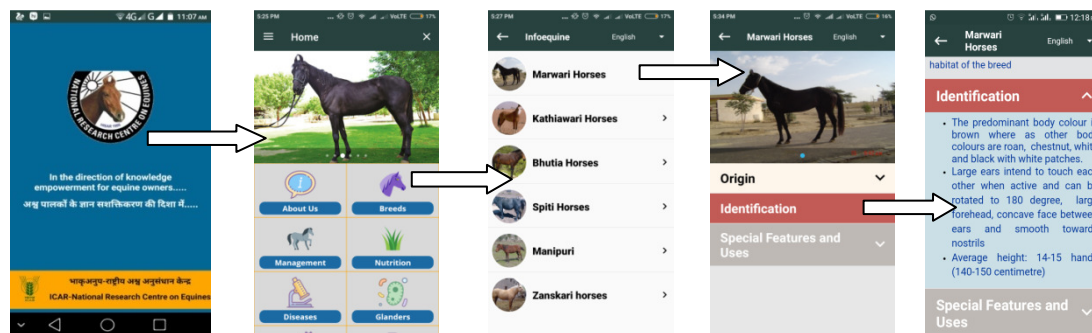 4G G 11:07 AM
NATIONAL RESEARCH CENTRE ON EQUINES
In the direction of knowledge
empowerment for equine owners.....
अश्व पालकों के ज्ञान सशक्तिकरण की दिशा में.....
भाकृअनुप-राष्ट्रीय अश्व अनुसंधान केन्द्र
ICAR-National Research Centre on Equines
5:25 PM ... VoLTE 17%
Home
About Us
Breeds
Management
Nutrition
Diseases
Glanders
5:27 PM ... VoLTE 17%
Infoequine English
Marwari Horses
Kathiawari Horses
Bhutia Horses
Spiti Horses
Manipuri
Zanskari horses
5:34 PM ... VoLTE 16%
Marwari Horses English
Origin
Identification
Special Features and
Uses
12:18
Marwari
Horses
English
habitat of the breed
Identification
• The predominant body colour
brown where as other
colours are roan, chestnut,
and black with white patches.
• Large ears intend to touch
other when active and can
rotated to 180 degree,
forehead, concave face
ears and smooth
nostrils
• Average height: 14-15
(140-150 centimetre)
Special Features and
Uses